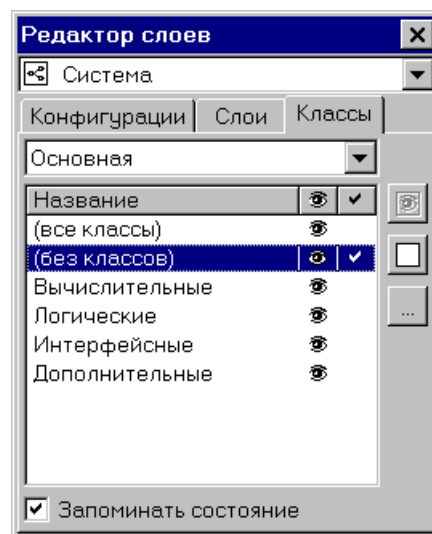 Редактор слоев
Система
Конфигурации Слои Классы
Основная
Название
(все классы)
(без классов)
Вычислительные
Логические
Интерфейсные
Дополнительные
...
Запоминать состояние